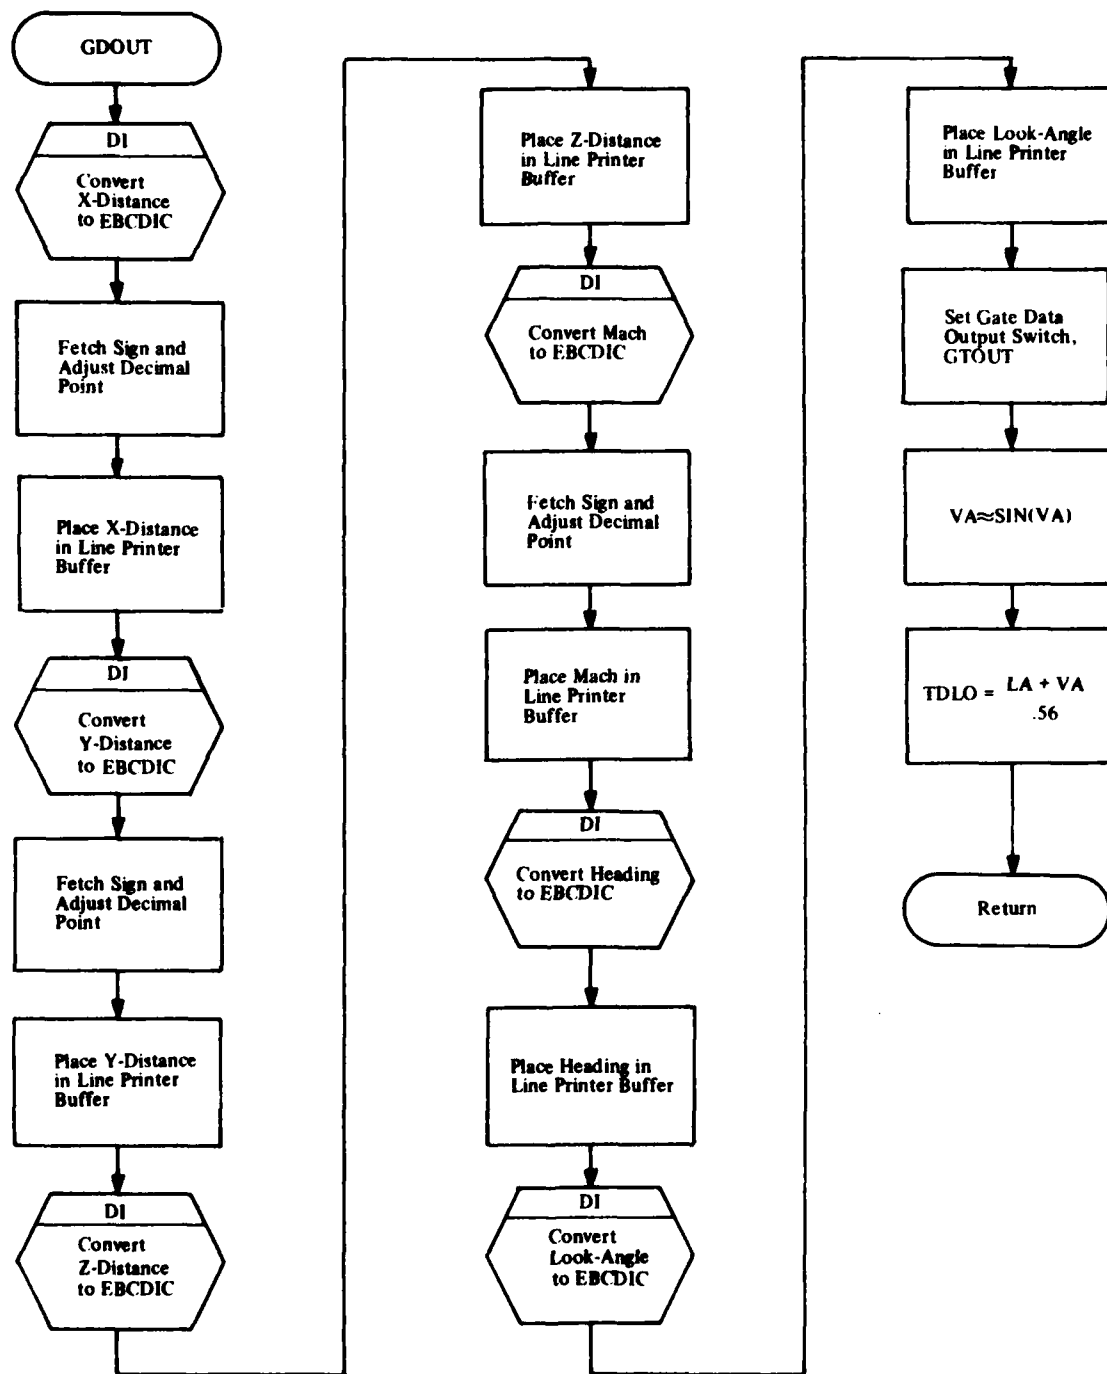 GDOUT
DI
Convert
X-Distance
to EBCDIC
Fetch Sign and
Adjust Decimal
Point
Place X-Distance
in Line Printer
Buffer
DI
Convert
Y-Distance
to EBCDIC
Fetch Sign and
Adjust Decimal
Point
Place Y-Distance
in Line Printer
Buffer
DI
Convert
Z-Distance
to EBCDIC
Place Z-Distance
in Line Printer
Buffer
DI
Convert Mach
to EBCDIC
Fetch Sign and
Adjust Decimal
Point
Place Mach in
Line Printer
Buffer
DI
Convert Heading
to EBCDIC
Place Heading in
Line Printer Buffer
DI
Convert
Look-Angle
to EBCDIC
Place Look-Angle
in Line Printer
Buffer
Set Gate Data
Output Switch,
GTOUT
VA≈SIN(VA)
TDLO = LA + VA
.56
Return